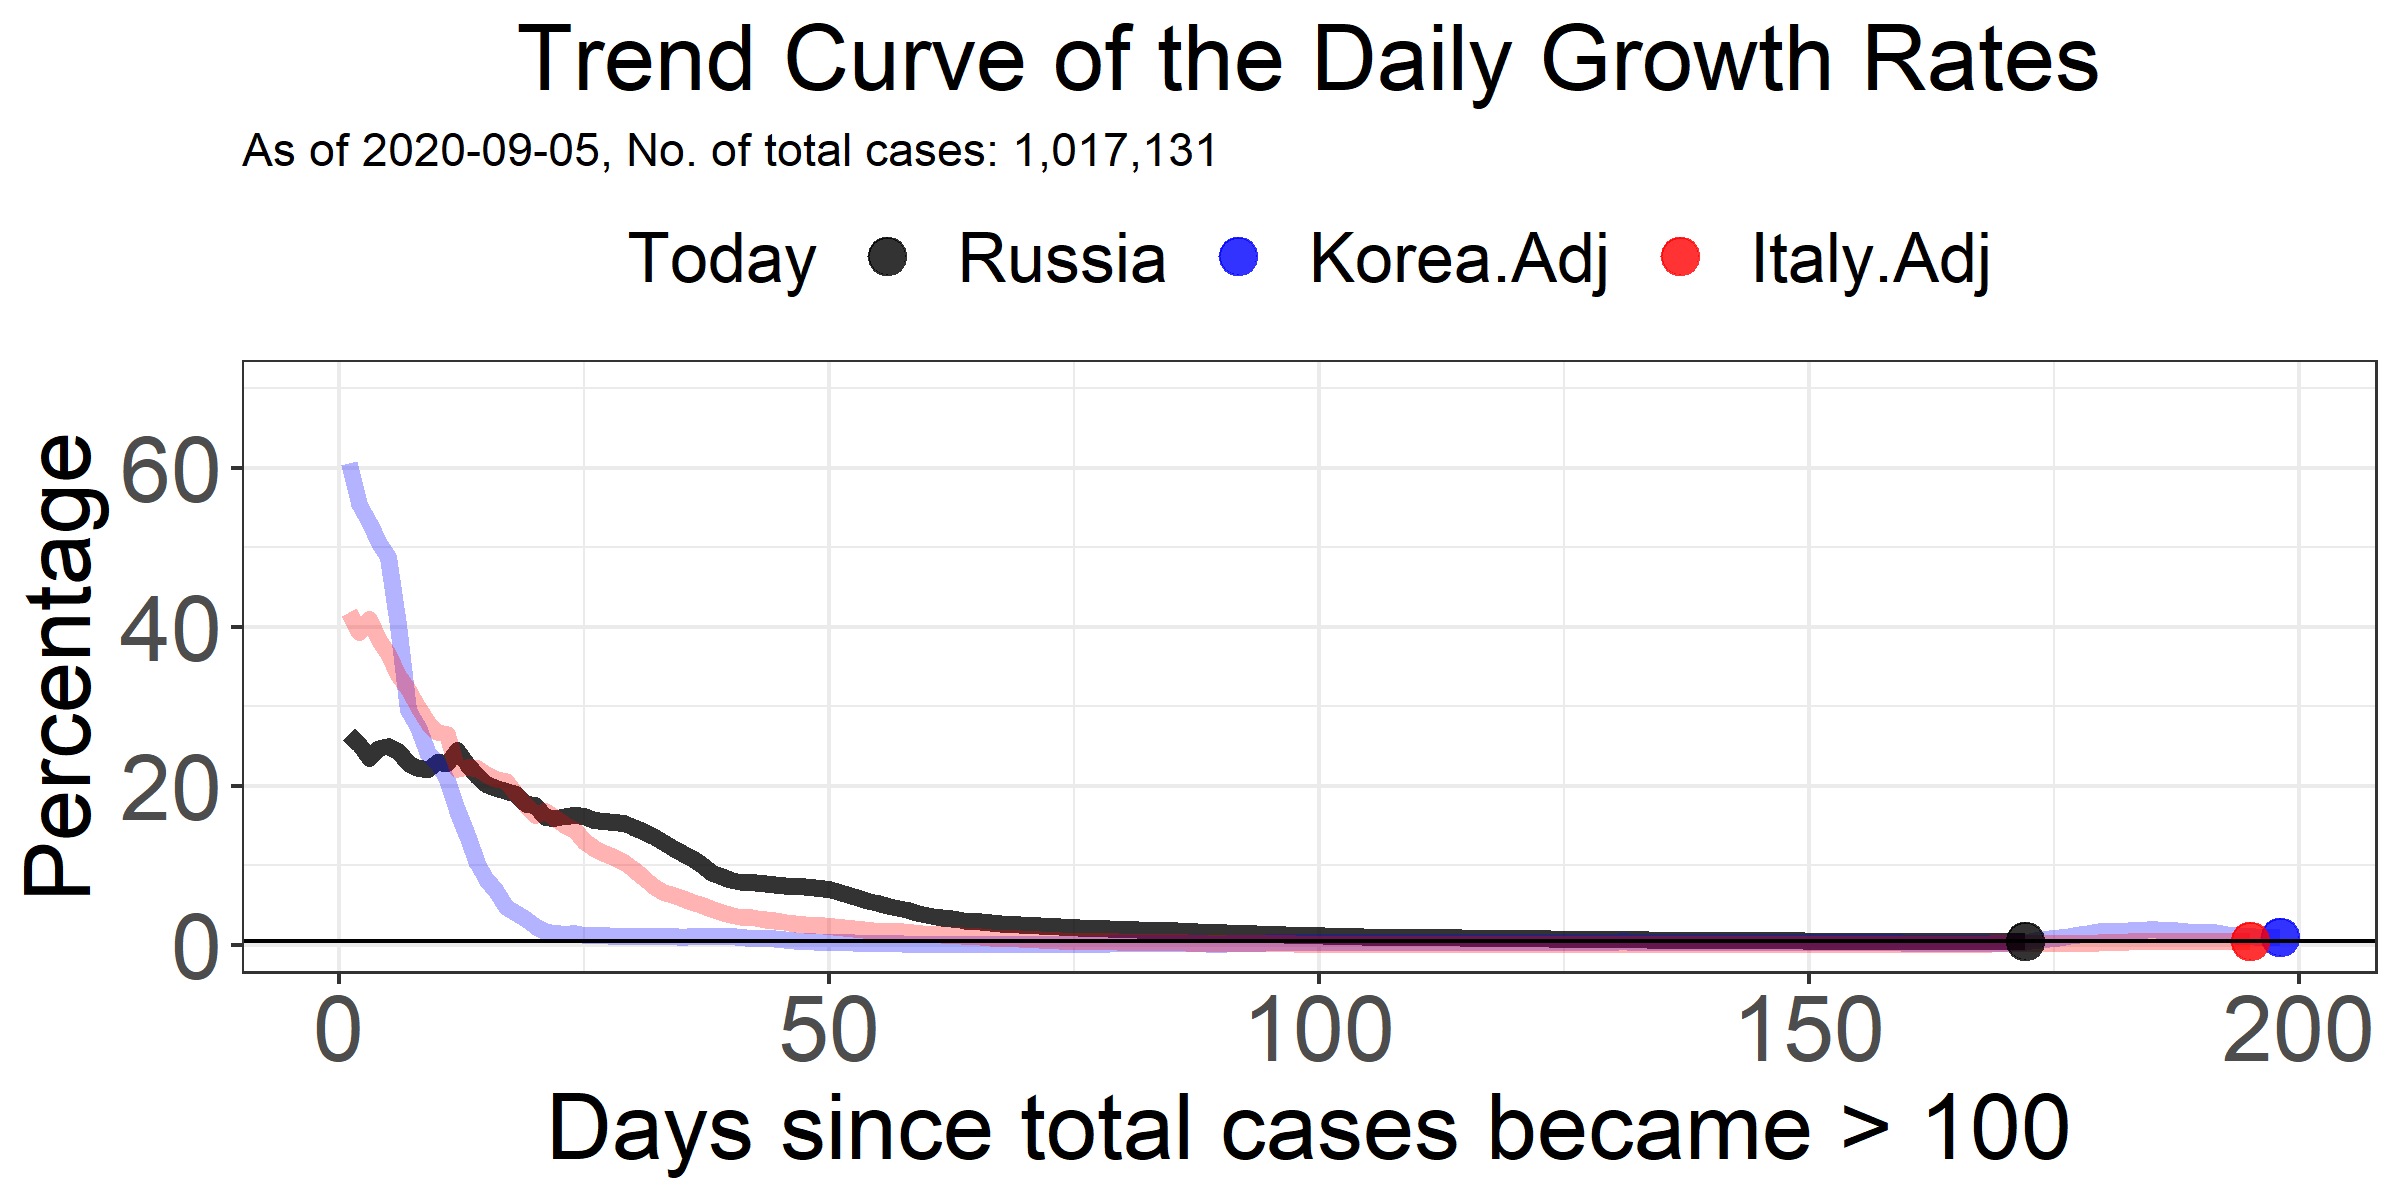 Trend Curve of the Daily Growth Rates
As of 2020-09-05, No. of total cases: 1,017,131
Today Russia Korea.Adj Italy.Adj
Percentage
60
40
20
0
0 50 100 150 200
Days since total cases became > 100